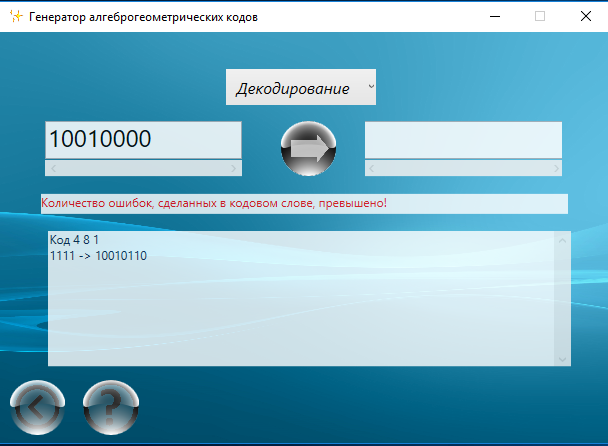 Генератор алгеброгеометрических кодов
Декодирование
10010000
Количество ошибок, сделанных в кодовом слове, превышено!
Код 4 8 1
1111 -> 10010110
?